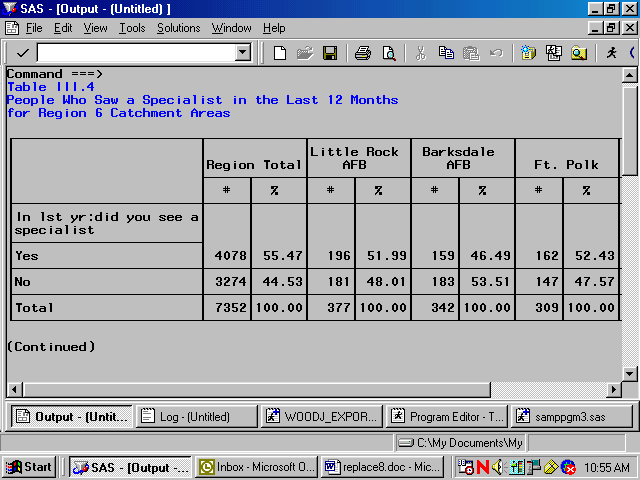 SAS - [Output - (Untitled) ]
File Edit View Tools Solutions Window Help
Command ===>
Table III.4
People Who Saw a Specialist in the Last 12 Months
for Region 6 Catchment Areas
Region Total Little Rock AFB Barksdale AFB Ft. Polk
# % # % # % # %
In lst yr:did you see a
specialist
Yes 4078 55.47 196 51.99 159 46.49 162 52.43
No 3274 44.53 181 48.01 183 53.51 147 47.57
Total 7352 100.00 377 100.00 342 100.00 309 100.00
(Continued)
Output - (Untit... Log - (Untitled) WOODJ_EXPOR... Program Editor - T... samppgm3.sas
C:\My Documents\My
Start SAS - [Output -... Inbox - Microsoft O... replace8.doc - Mic... 10:55 AM